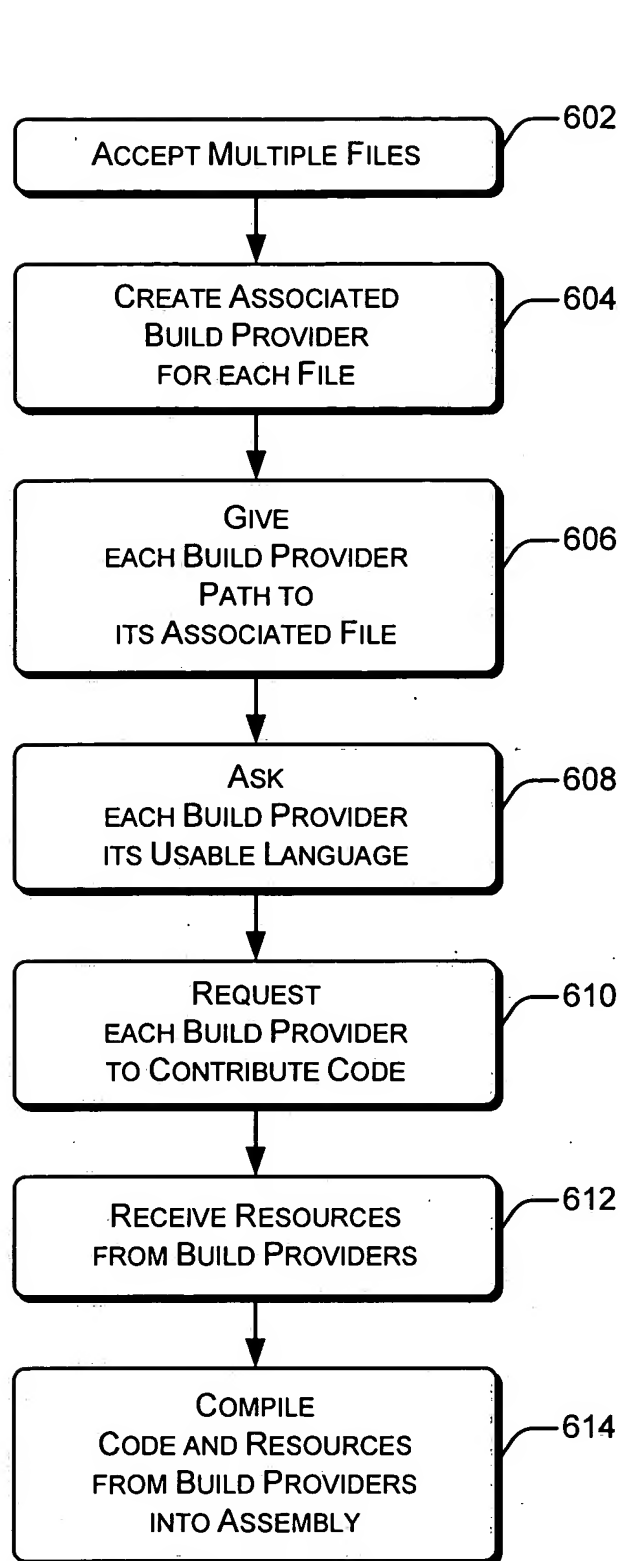 ACCEPT MULTIPLE FILES
602
CREATE ASSOCIATED
BUILD PROVIDER
FOR EACH FILE
604
GIVE
EACH BUILD PROVIDER
PATH TO
ITS ASSOCIATED FILE
606
ASK
EACH BUILD PROVIDER
ITS USABLE LANGUAGE
608
REQUEST
EACH BUILD PROVIDER
TO CONTRIBUTE CODE
610
RECEIVE RESOURCES
FROM BUILD PROVIDERS
612
COMPILE
CODE AND RESOURCES
FROM BUILD PROVIDERS
INTO ASSEMBLY
614